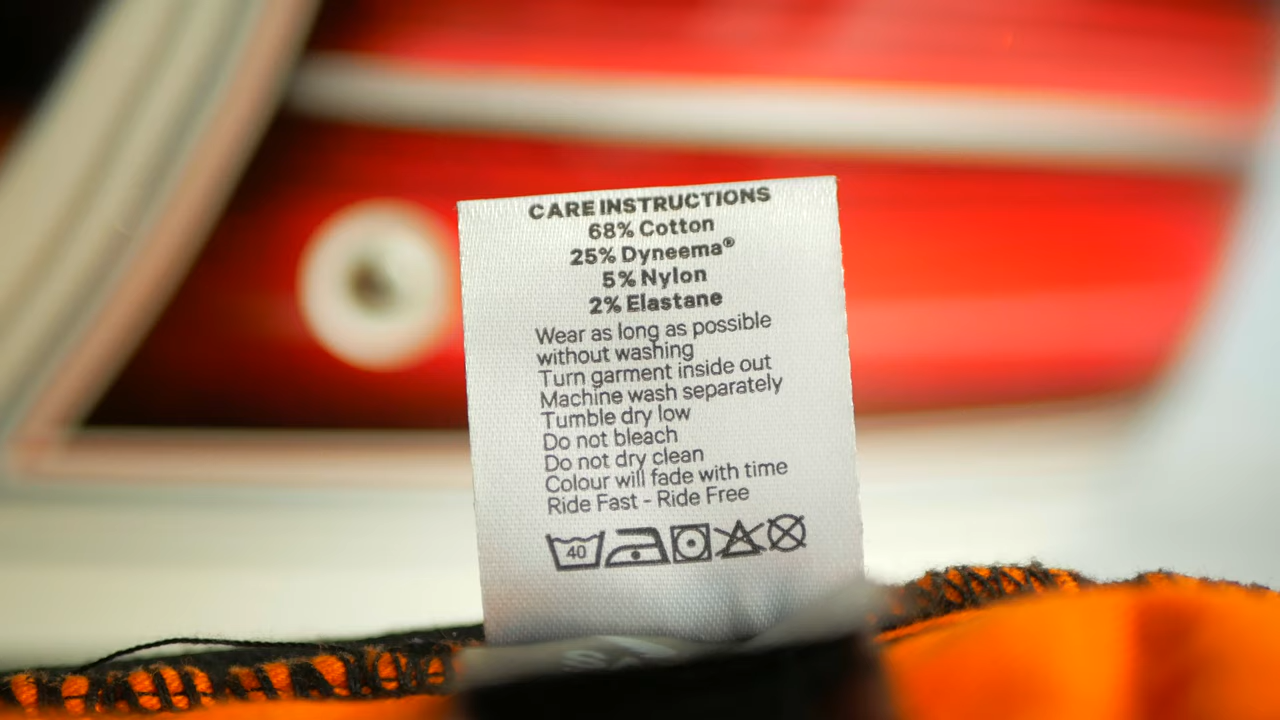 CARE INSTRUCTIONS
68% Cotton
25% Dyneema®
5% Nylon
2% Elastane
Wear as long as possible
without washing
Turn garment inside out
Machine wash separately
Tumble dry low
Do not bleach
Do not dry clean
Colour will fade with time
Ride Fast - Ride Free
40